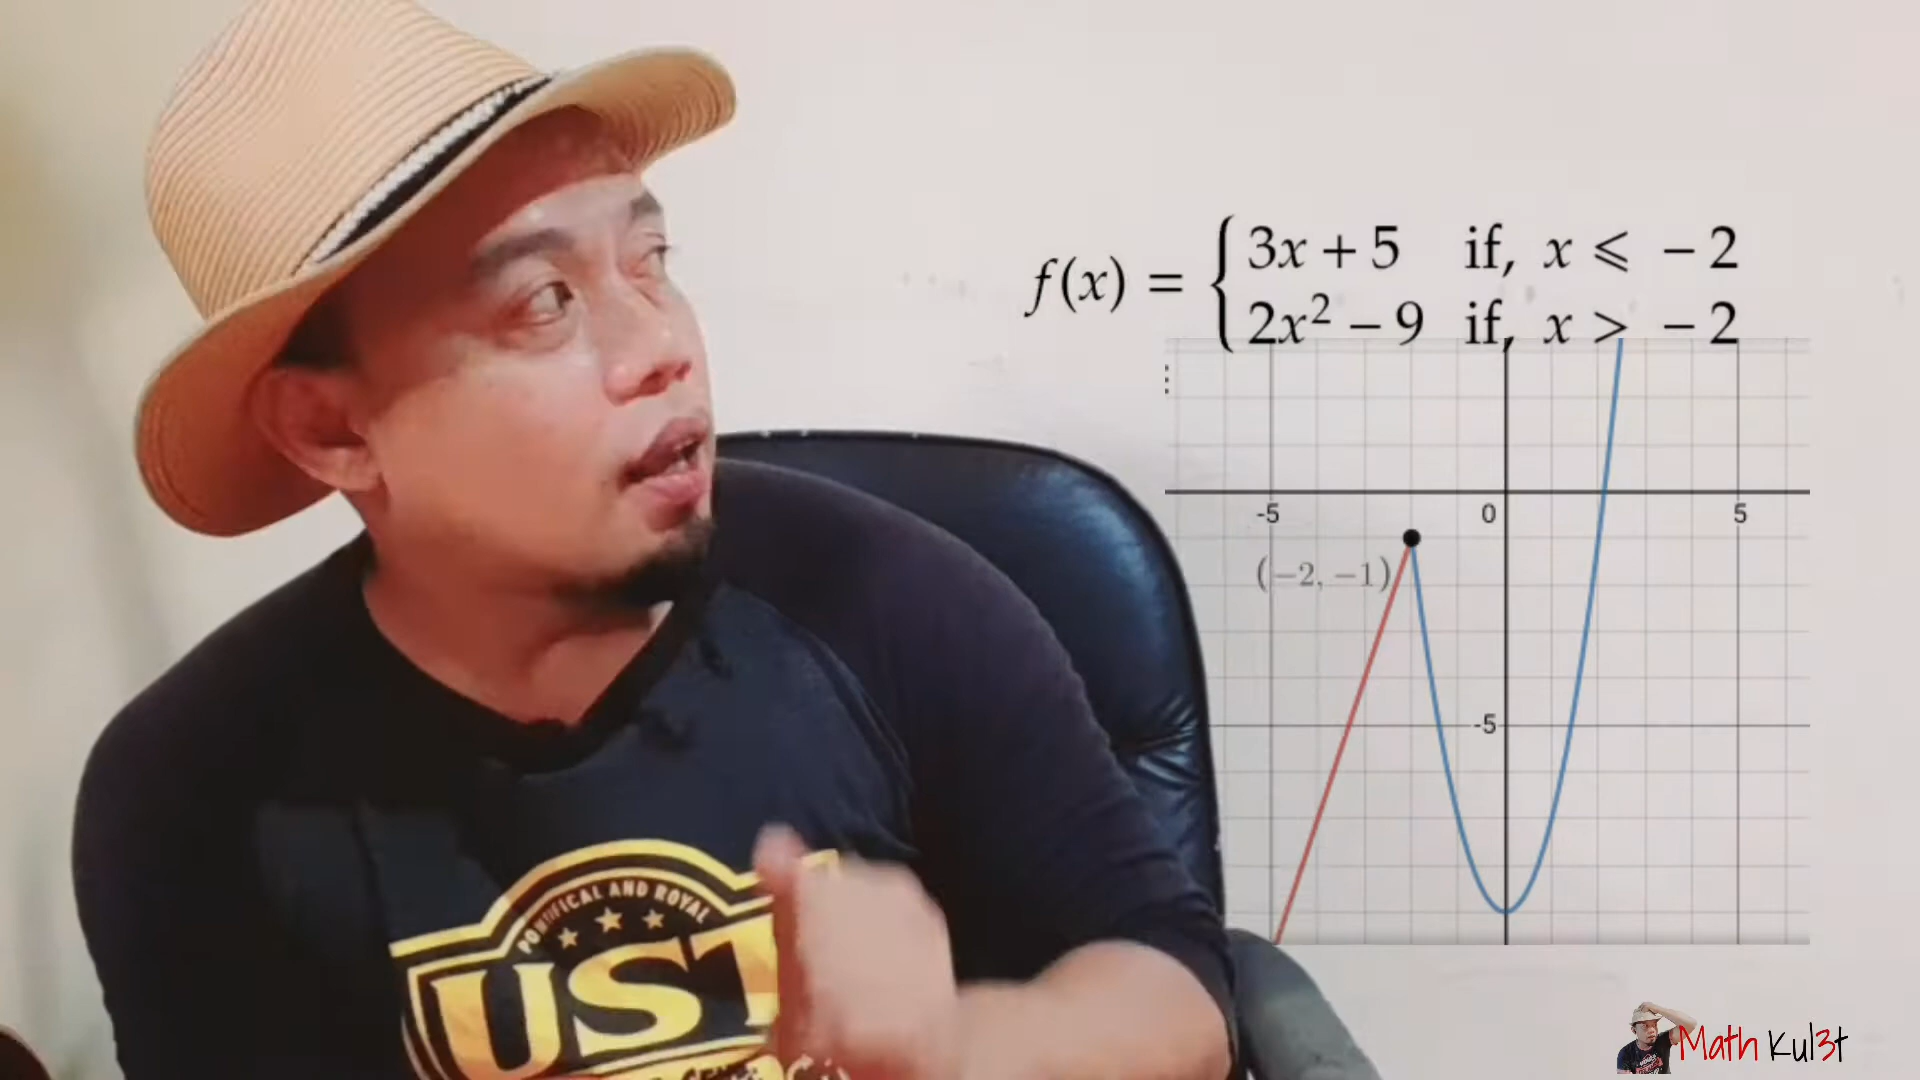 f(x) = { 3x + 5 if, x ⩽ − 2
2x² − 9 if, x > − 2
-5 0 5
(−2, −1)
-5
PONTIFICAL AND ROYAL
UST
Math Kul3t